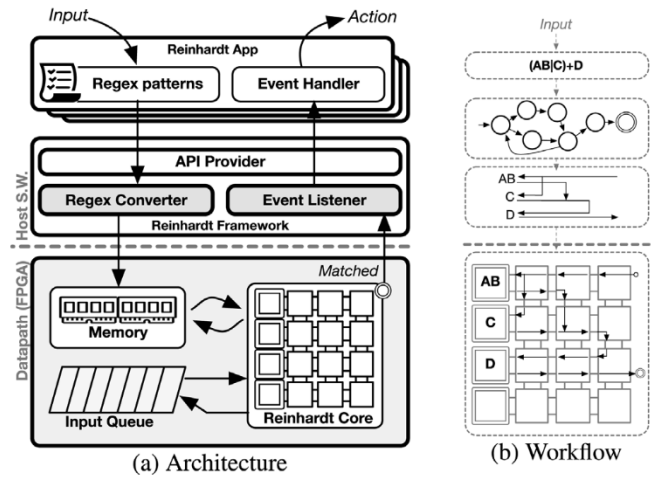 Input
Action
Reinhardt App
Regex patterns
Event Handler
API Provider
Regex Converter
Event Listener
Reinhardt Framework
Host S.W.
Datapath (FPGA)
Matched
Memory
Input Queue
Reinhardt Core
(a) Architecture
Input
(AB|C)+D
AB
C
D
AB
C
D
(b) Workflow